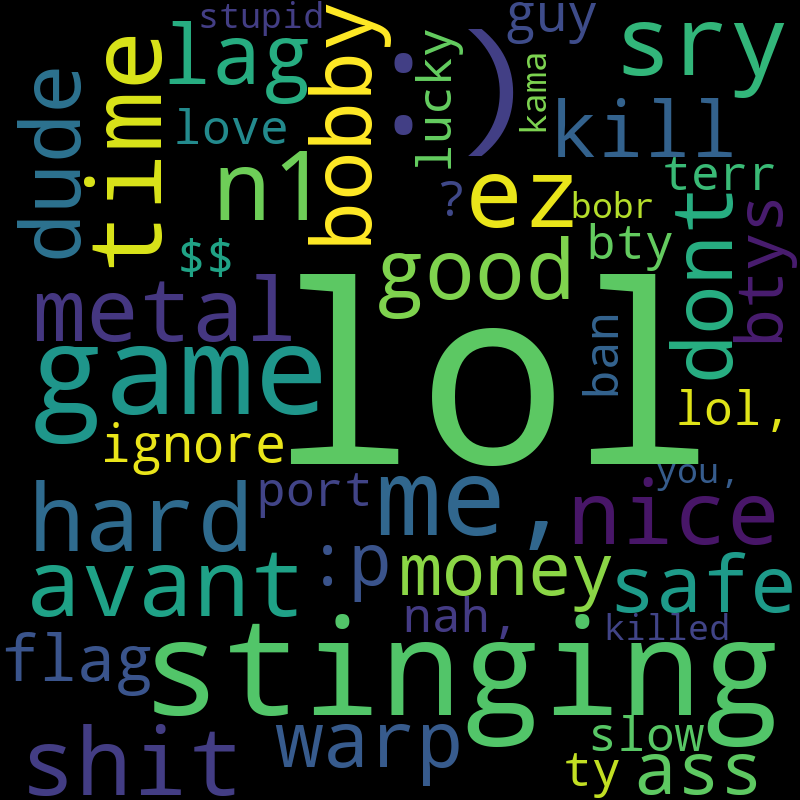 stupid
guy
sry
lag
bobby
:)
lucky
kama
dude
time
love
kill
n1
?
ez
terr
bobr
$$
good
bty
dont
btys
metal
game
lol
ban
lol,
ignore
you,
hard
port
me,
nice
avant
:p
money
safe
nah,
killed
flag
stinging
shit
warp
slow
ty
ass